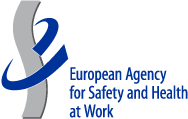 European Agency
for Safety and Health
at Work